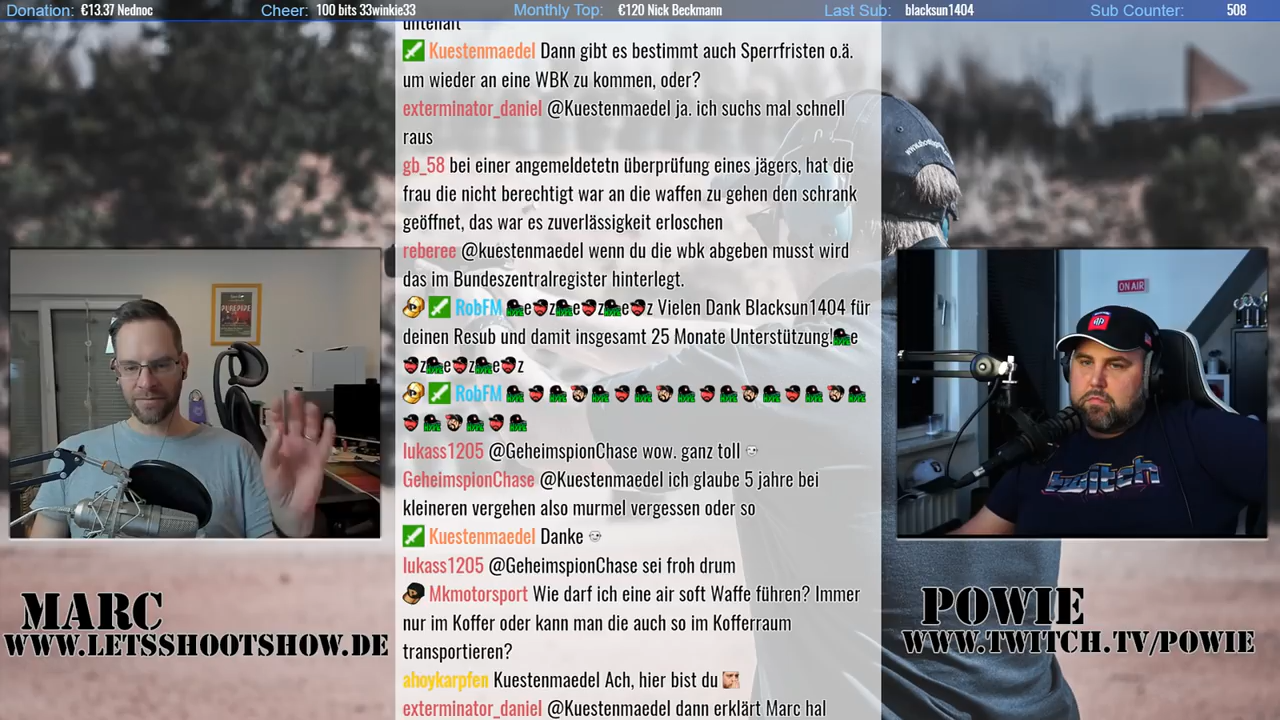 Donation: €13.37 Nednoc Cheer: 100 bits 33winkie33 Monthly Top: €120 Nick Beckmann Last Sub: blacksun1404 Sub Counter: 508
Kuestenmaedel Dann gibt es bestimmt auch Sperrfristen o.ä.
um wieder an eine WBK zu kommen, oder?
exterminator_daniel @Kuestenmaedel ja. ich suchs mal schnell
raus
gb_58 bei einer angemeldetetn überprüfung eines jägers, hat die
frau die nicht berechtigt war an die waffen zu gehen den schrank
geöffnet, das war es zuverlässigkeit erloschen
reberee @kuestenmaedel wenn du die wbk abgeben musst wird
das im Bundeszentralregister hinterlegt.
RobFM e z e z e z Vielen Dank Blacksun1404 für
deinen Resub und damit insgesamt 25 Monate Unterstützung! e
z e z e z
RobFM
lukass1205 @GeheimspionChase wow. ganz toll
GeheimspionChase @Kuestenmaedel ich glaube 5 jahre bei
kleineren vergehen also murmel vergessen oder so
Kuestenmaedel Danke
lukass1205 @GeheimspionChase sei froh drum
Mkmotorsport Wie darf ich eine air soft Waffe führen? Immer
nur im Koffer oder kann man die auch so im Kofferraum
transportieren?
ahoykarpfen Kuestenmaedel Ach, hier bist du
exterminator_daniel @Kuestenmaedel dann erklärt Marc hal
ON AIR
twitch
MARC
WWW.LETSSHOOTSHOW.DE
POWIE
WWW.TWITCH.TV/POWIE